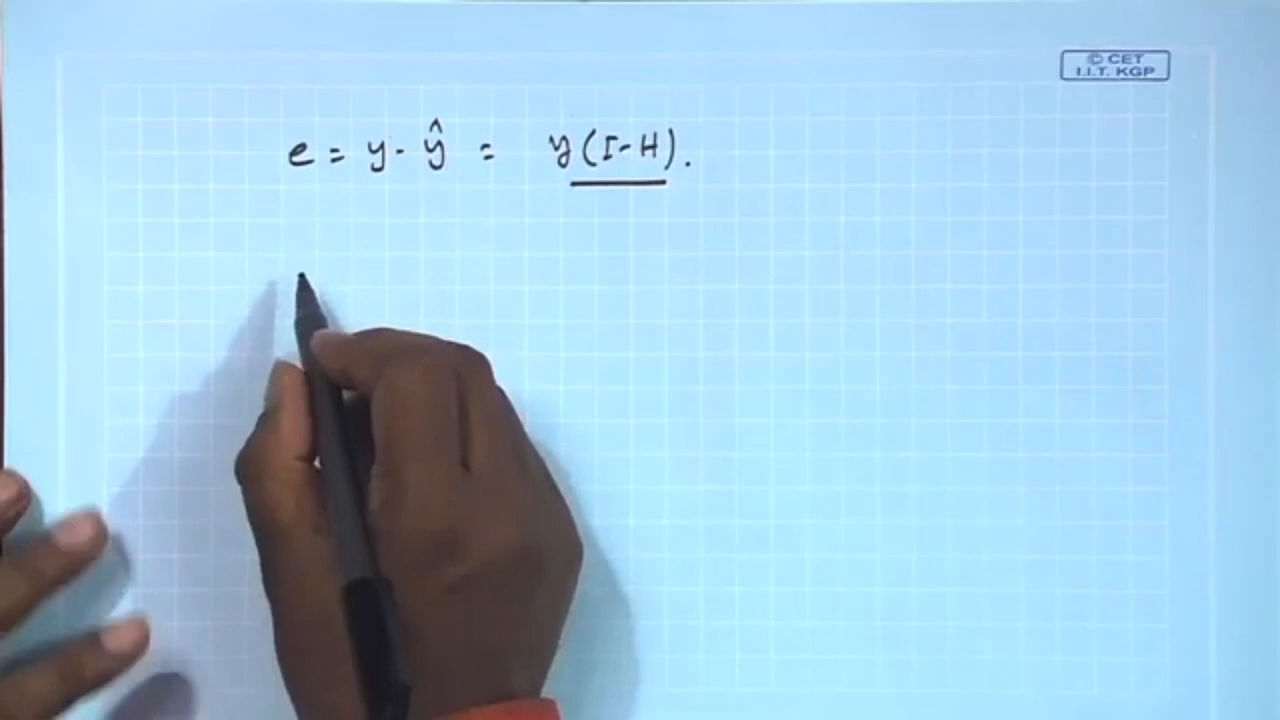 © CET
I.I.T. KGP
e = y - ŷ = y (I-H).